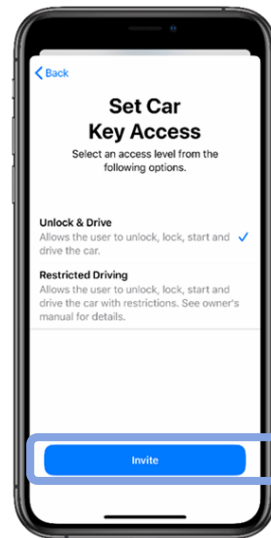 Back
Set Car
Key Access
Select an access level from the
following options.
Unlock & Drive
Allows the user to unlock, lock, start and
drive the car.
Restricted Driving
Allows the user to unlock, lock, start and
drive the car with restrictions. See owner's
manual for details.
Invite